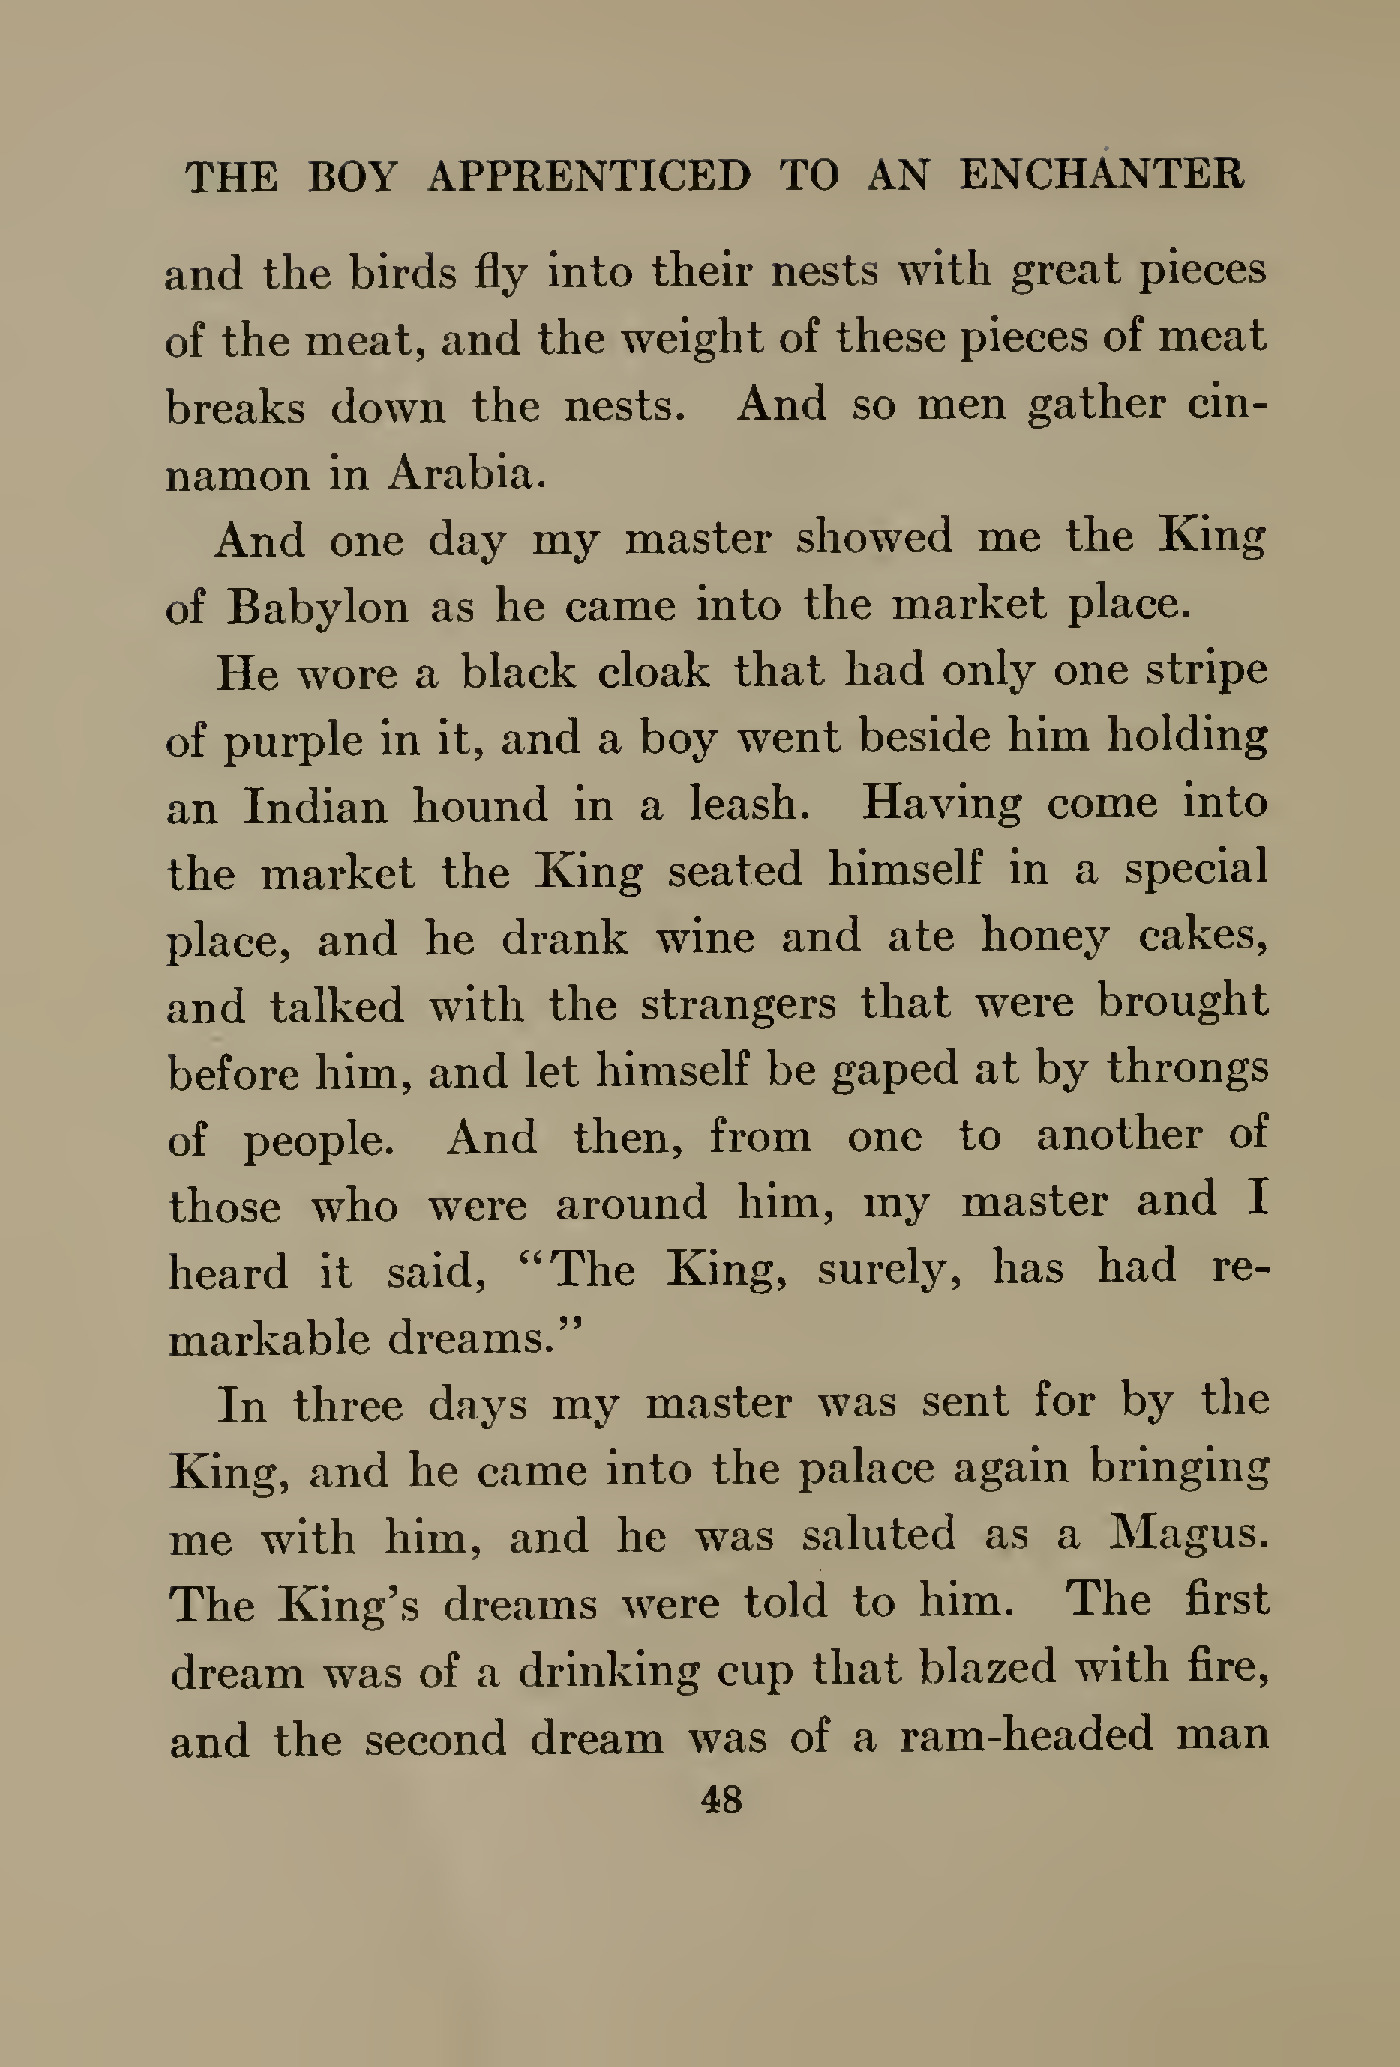 THE BOY APPRENTICED TO AN ENCHANTER
and the birds fly into their nests with great pieces
of the meat, and the weight of these pieces of meat
breaks down the nests. And so men gather cin-
namon in Arabia.
And one day my master showed me the King
of Babylon as he came into the market place.
He wore a black cloak that had only one stripe
of purple in it, and a boy went beside him holding
an Indian hound in a leash. Having come into
the market the King seated himself in a special
place, and he drank wine and ate honey cakes,
and talked with the strangers that were brought
before him, and let himself be gaped at by throngs
of people. And then, from one to another of
those who were around him, my master and I
heard it said, “The King, surely, has had re-
markable dreams.”
In three days my master was sent for by the
King, and he came into the palace again bringing
me with him, and he was saluted as a Magus.
The King’s dreams were told to him. The first
dream was of a drinking cup that blazed with fire,
and the second dream was of a ram-headed man
48